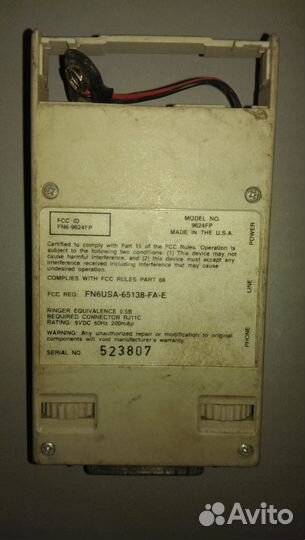 FCC ID
FN6-9624FP
MODEL NO.
9624FP
MADE IN THE U.S.A.
Certified to comply with Part 15 of the FCC Rules. Operation is
subject to the following two conditions: (1) This device may not
cause harmful interference, and (2) this device must accept any
interference received including interference that may cause
undesired operation.
COMPLIES WITH FCC RULES PART 68
FCC REG: FN6USA-65138-FA-E
RINGER EQUIVALENCE 0.5B
REQUIRED CONNECTOR RJ11C
RATING: 9VDC 60Hz, 200mAp
WARNING: Any unauthorized repair or modification to original
components will void manufacturer's warranty.
SERIAL NO. 523807
POWER
LINE
PHONE
Avito